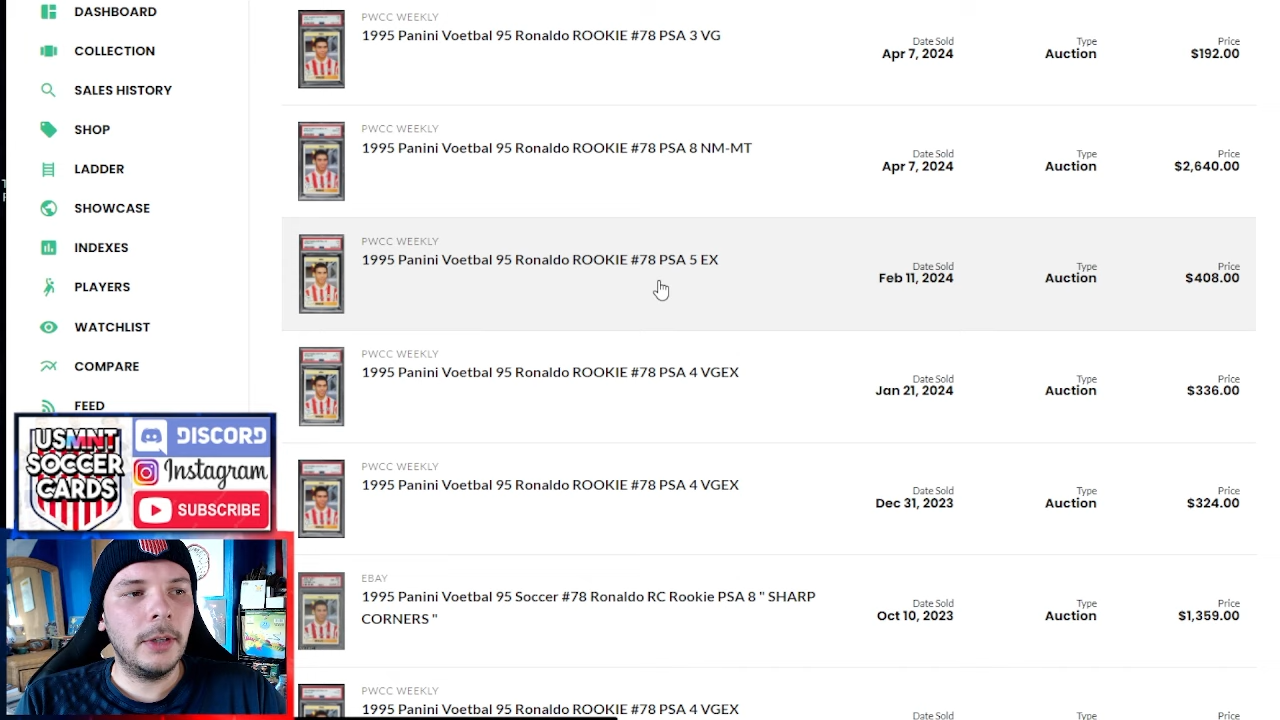 DASHBOARD
COLLECTION
SALES HISTORY
SHOP
LADDER
SHOWCASE
INDEXES
PLAYERS
WATCHLIST
COMPARE
FEED
PWCC WEEKLY
1995 Panini Voetbal 95 Ronaldo ROOKIE #78 PSA 3 VG
Date Sold Type Price
Apr 7, 2024 Auction $192.00
PWCC WEEKLY
1995 Panini Voetbal 95 Ronaldo ROOKIE #78 PSA 8 NM-MT
Date Sold Type Price
Apr 7, 2024 Auction $2,640.00
PWCC WEEKLY
1995 Panini Voetbal 95 Ronaldo ROOKIE #78 PSA 5 EX
Date Sold Type Price
Feb 11, 2024 Auction $408.00
PWCC WEEKLY
1995 Panini Voetbal 95 Ronaldo ROOKIE #78 PSA 4 VGEX
Date Sold Type Price
Jan 21, 2024 Auction $336.00
PWCC WEEKLY
1995 Panini Voetbal 95 Ronaldo ROOKIE #78 PSA 4 VGEX
Date Sold Type Price
Dec 31, 2023 Auction $324.00
EBAY
1995 Panini Voetbal 95 Soccer #78 Ronaldo RC Rookie PSA 8 " SHARP
CORNERS "
Date Sold Type Price
Oct 10, 2023 Auction $1,359.00
PWCC WEEKLY
1995 Panini Voetbal 95 Ronaldo ROOKIE #78 PSA 4 VGEX
Date Sold Type Price
USMNT
SOCCER
CARDS
DISCORD
Instagram
SUBSCRIBE